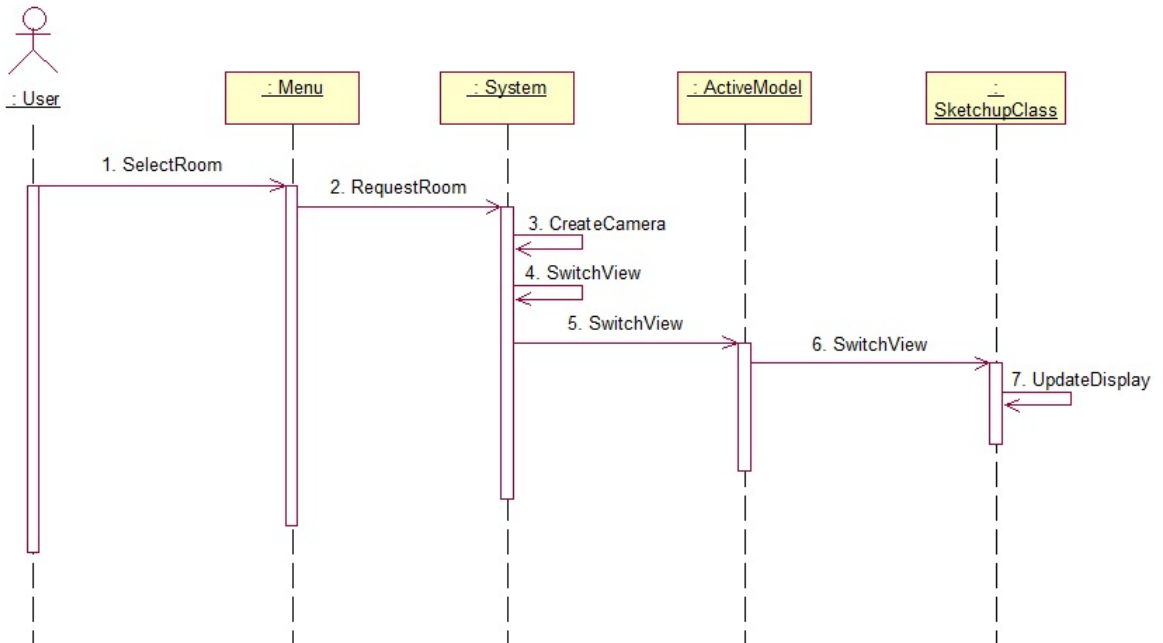 : User
: Menu
: System
: ActiveModel
:
SketchupClass
1. SelectRoom
2. RequestRoom
3. CreateCamera
4. SwitchView
5. SwitchView
6. SwitchView
7. UpdateDisplay